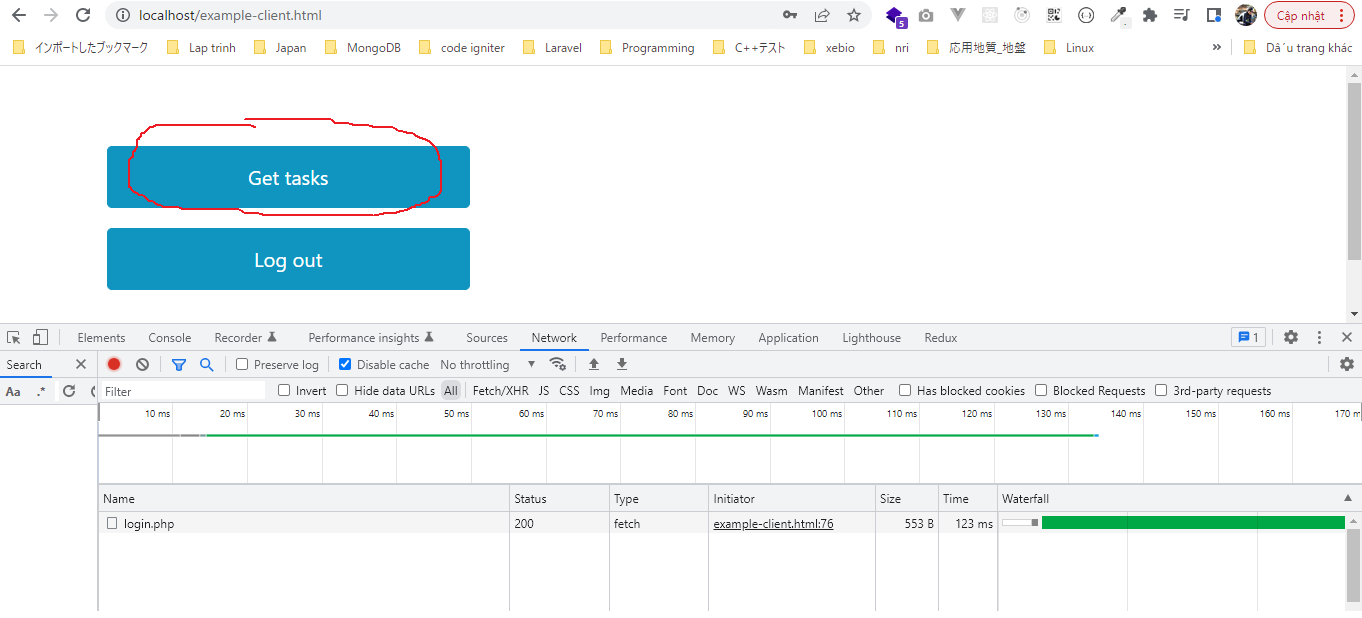 localhost/example-client.html
5
Cập nhật
インポートしたブックマーク Lap trinh Japan MongoDB code igniter Laravel Programming C++テスト xebio nri 応用地質_地盤 Linux » Dấu trang khác
Get tasks
Log out
Elements Console Recorder Performance insights Sources Network Performance Memory Application Lighthouse Redux 1
Search Preserve log Disable cache No throttling
Aa .* Filter Invert Hide data URLs All Fetch/XHR JS CSS Img Media Font Doc WS Wasm Manifest Other Has blocked cookies Blocked Requests 3rd-party requests
10 ms 20 ms 30 ms 40 ms 50 ms 60 ms 70 ms 80 ms 90 ms 100 ms 110 ms 120 ms 130 ms 140 ms 150 ms 160 ms 170 m
Name Status Type Initiator Size Time Waterfall
login.php 200 fetch example-client.html:76 553 B 123 ms